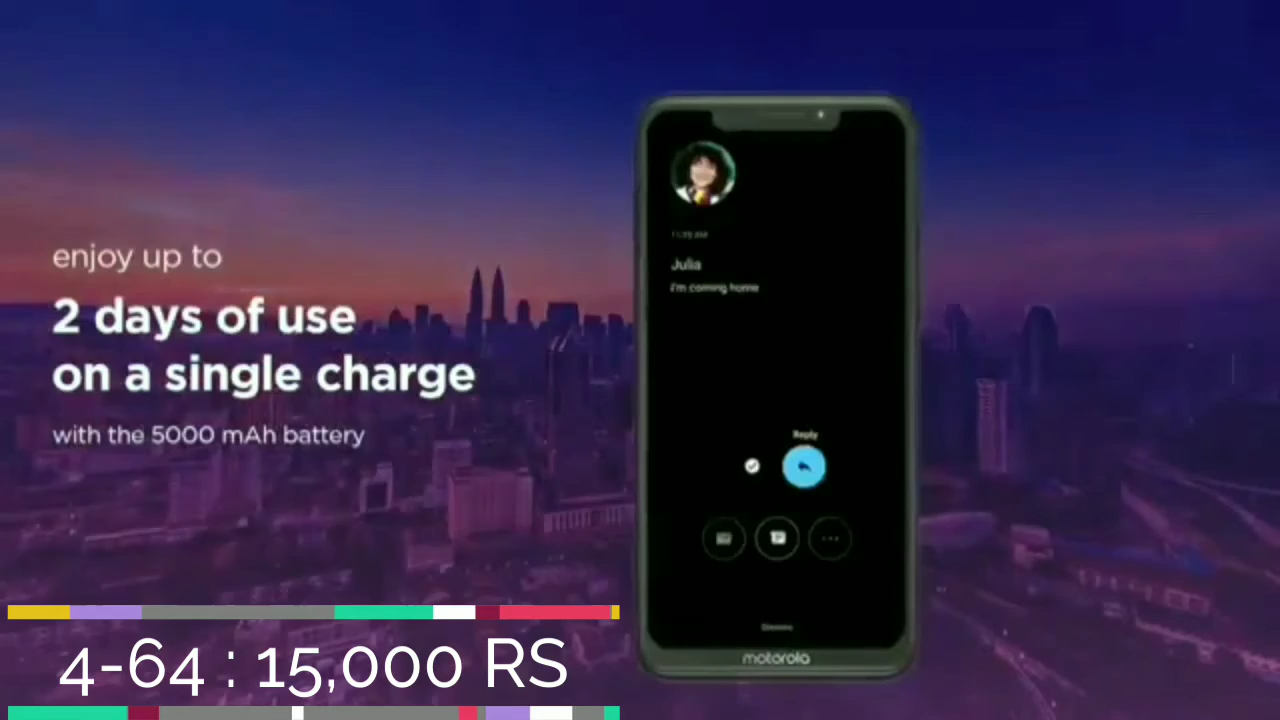 enjoy up to
2 days of use
on a single charge
with the 5000 mAh battery
Julia
I'm coming home
Reply
motorola
4-64 : 15,000 RS